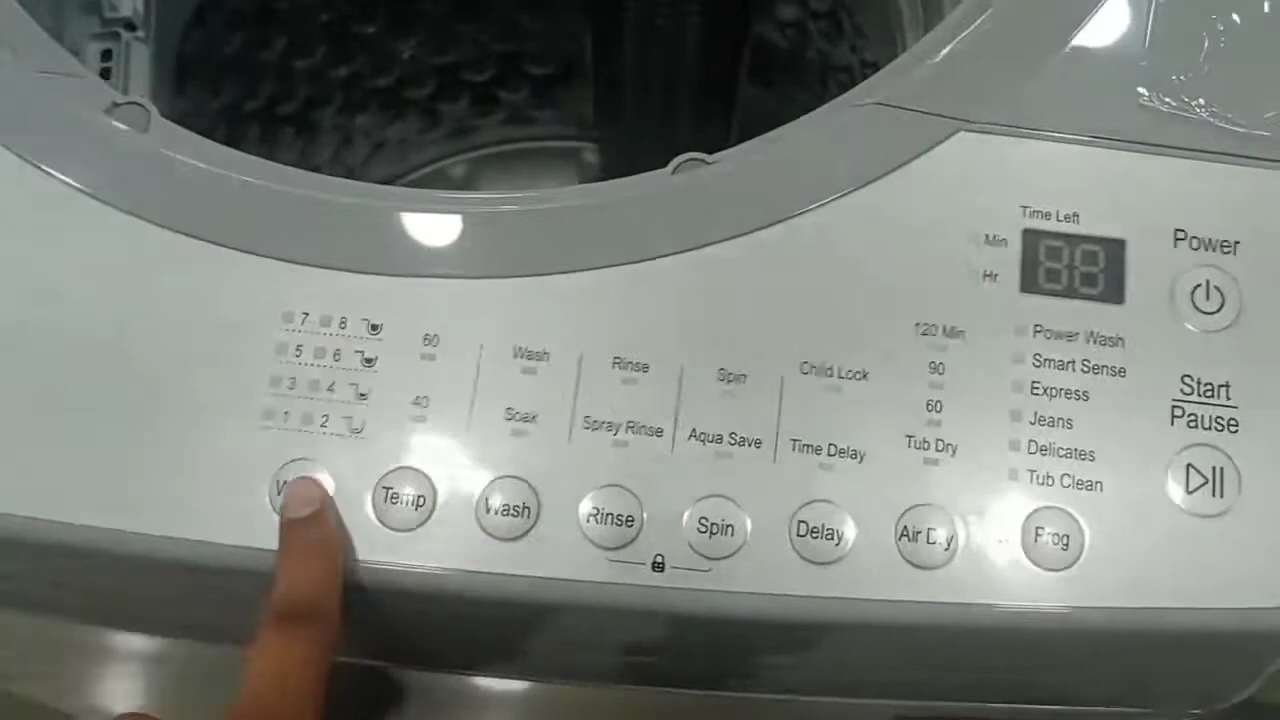 Time Left
Min
Hr.
88
Power
Start
Pause
7 8
5 6
3 4
1 2
60
40
Wash
Soak
Rinse
Spray Rinse
Spin
Aqua Save
Child Lock
Time Delay
120 Min
90
60
Tub Dry
Power Wash
Smart Sense
Express
Jeans
Delicates
Tub Clean
Temp
Wash
Rinse
Spin
Delay
Air Dry
Prog